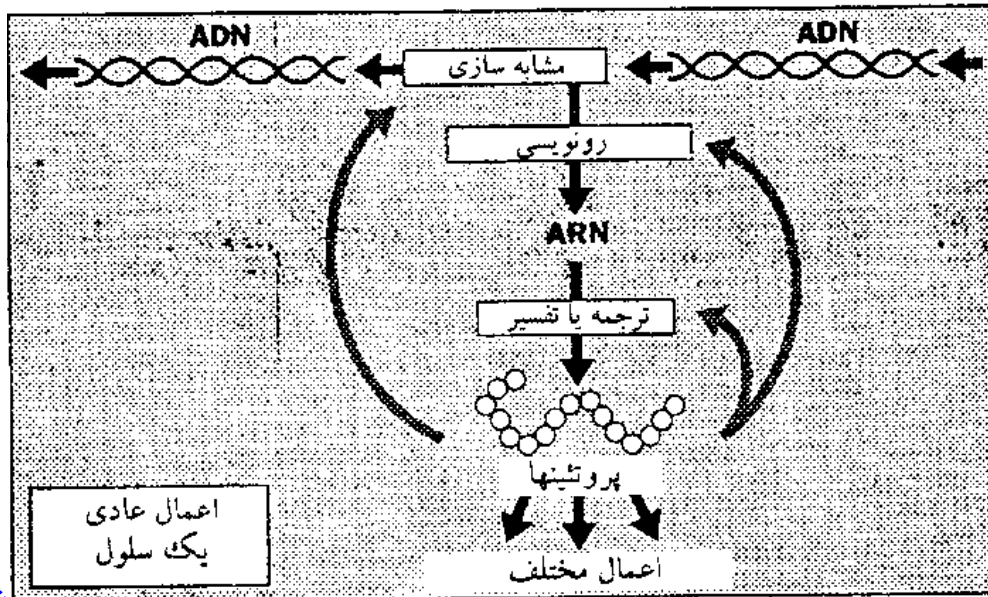 ADN
ADN
مشابه سازی
رونویسی
ARN
ترجمه یا تفسیر
پروتئینها
اعمال مختلف
اعمال عادی
یک سلول